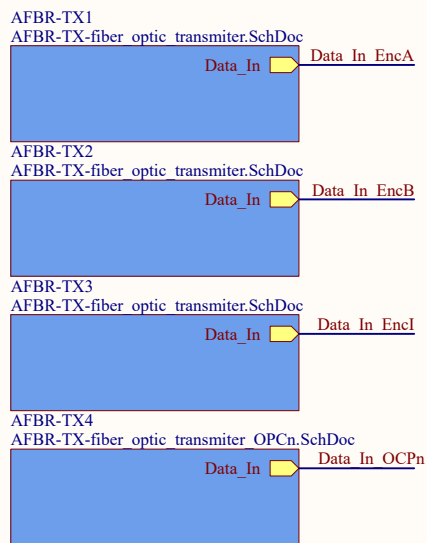 AFBR-TX1
AFBR-TX-fiber_optic_transmiter.SchDoc
Data_In Data_In_EncA
AFBR-TX2
AFBR-TX-fiber_optic_transmiter.SchDoc
Data_In Data_In_EncB
AFBR-TX3
AFBR-TX-fiber_optic_transmiter.SchDoc
Data_In Data_In_EncI
AFBR-TX4
AFBR-TX-fiber_optic_transmiter_OPCn.SchDoc
Data_In Data_In_OCPn